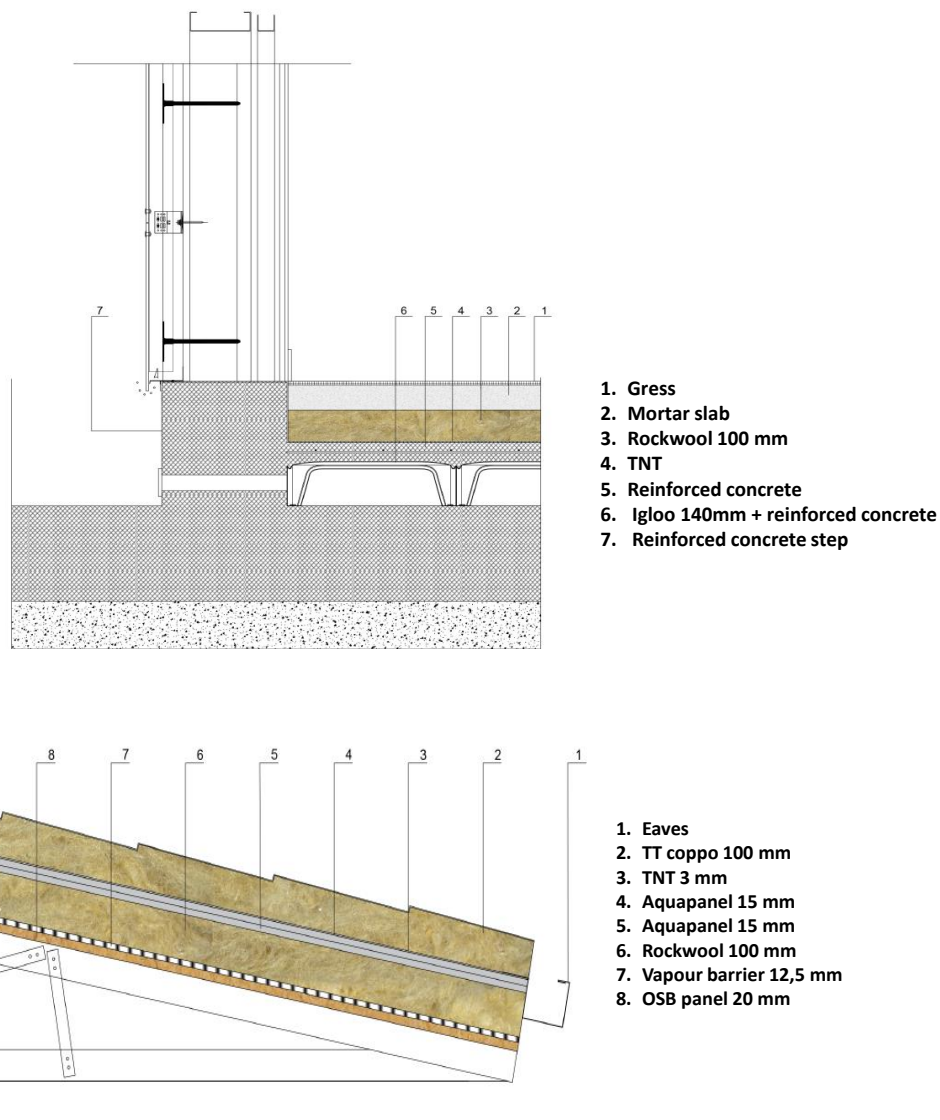 7
6 5 4 3 2 1
1. Gress
2. Mortar slab
3. Rockwool 100 mm
4. TNT
5. Reinforced concrete
6. Igloo 140mm + reinforced concrete
7. Reinforced concrete step
8 7 6 5 4 3 2 1
1. Eaves
2. TT coppo 100 mm
3. TNT 3 mm
4. Aquapanel 15 mm
5. Aquapanel 15 mm
6. Rockwool 100 mm
7. Vapour barrier 12,5 mm
8. OSB panel 20 mm